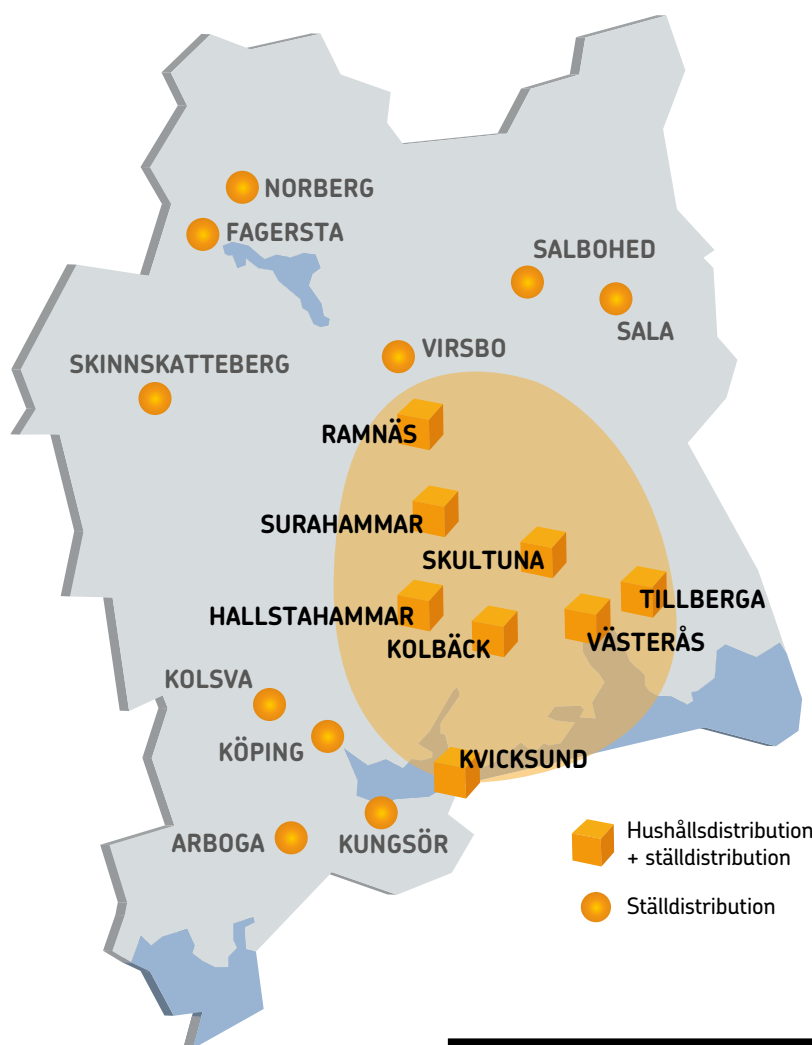 NORBERG
FAGERSTA
SALBOHED
SALA
VIRSBO
SKINNSKATTEBERG
RAMNÄS
SURAHAMMAR
SKULTUNA
TILLBERGA
HALLSTAHAMMAR
VÄSTERÅS
KOLBÄCK
KOLSVA
KÖPING
KVICKSUND
ARBOGA
KUNGSÖR
Hushållsdistribution
+ ställdistribution
Ställdistribution